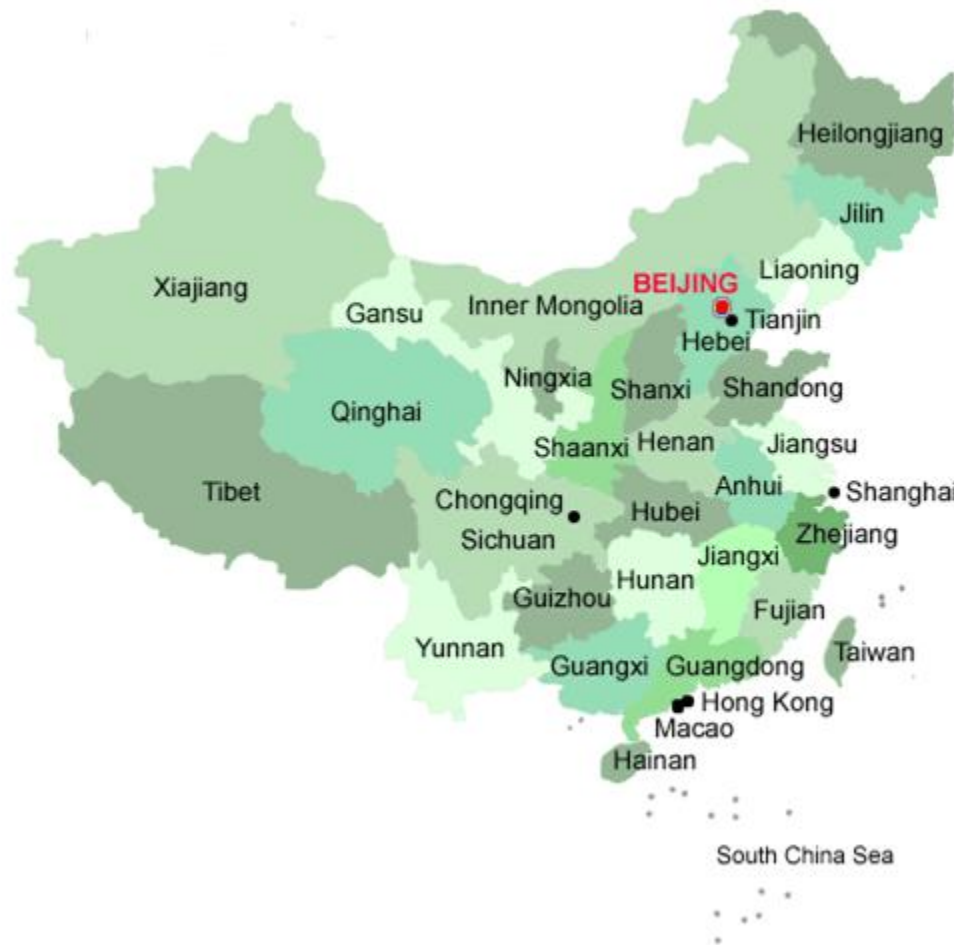 Heilongjiang
Jilin
Liaoning
Xiajiang
BEIJING
Inner Mongolia
Gansu
Tianjin
Hebei
Ningxia
Shanxi
Shandong
Qinghai
Shaanxi
Henan
Jiangsu
Tibet
Chongqing
Anhui
Shanghai
Hubei
Sichuan
Zhejiang
Jiangxi
Hunan
Guizhou
Fujian
Yunnan
Guangxi
Guangdong
Taiwan
Hong Kong
Macao
Hainan
South China Sea